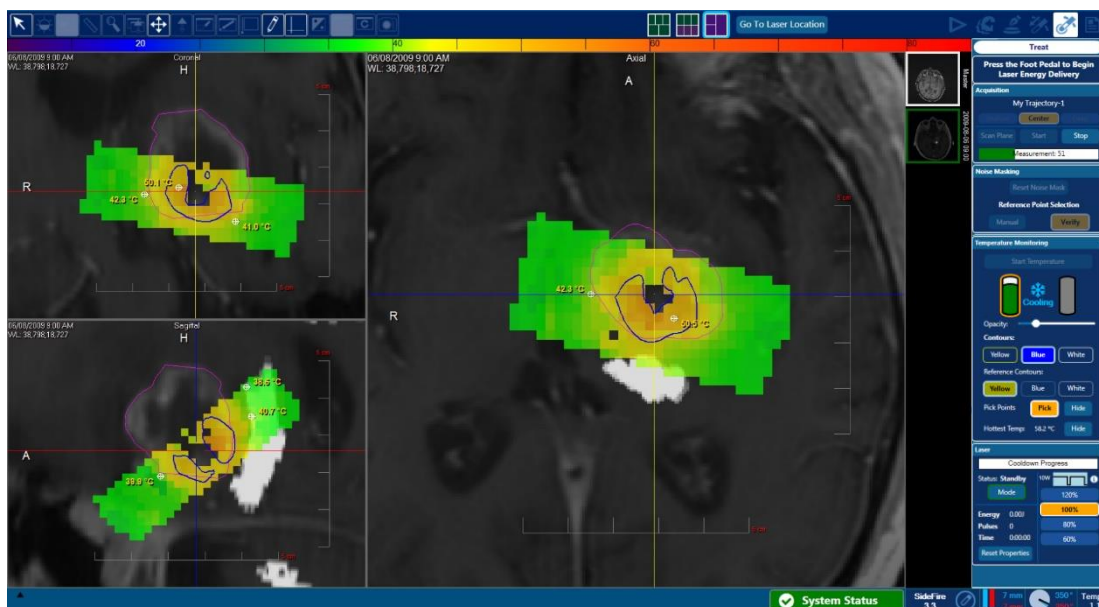 Go To Laser Location
20
40
60
80
06/08/2009 9:00 AM
WL: 38,798;18,727
Coronal
H
R
50.1 °C
42.3 °C
41.0 °C
06/08/2009 9:00 AM
WL: 38,798;18,727
Sagittal
H
A
38.6 °C
40.7 °C
39.9 °C
06/08/2009 9:00 AM
WL: 38,798;18,727
Axial
A
R
42.3 °C
50.5 °C
Master
Treat
Press the Foot Pedal to Begin
Laser Energy Delivery
Acquisition
My Trajectory-1
Center
Scan Plane Start Stop
Measurement: 51
Noise Masking
Reset Noise Mask
Reference Point Selection
Manual Verify
Temperature Monitoring
Start Temperature
Cooling
Opacity:
Contours:
Yellow Blue White
Reference Contours:
Yellow Blue White
Pick Points Pick Hide
Hottest Temp: 58.2 °C Hide
Laser
Cooldown Progress
Status: Standby 10W
Mode
120%
100%
80%
60%
Energy 0.00J
Pulses 0
Time 0:00:00
Reset Properties
System Status
SideFire
3.3
7 mm
350°
Temp